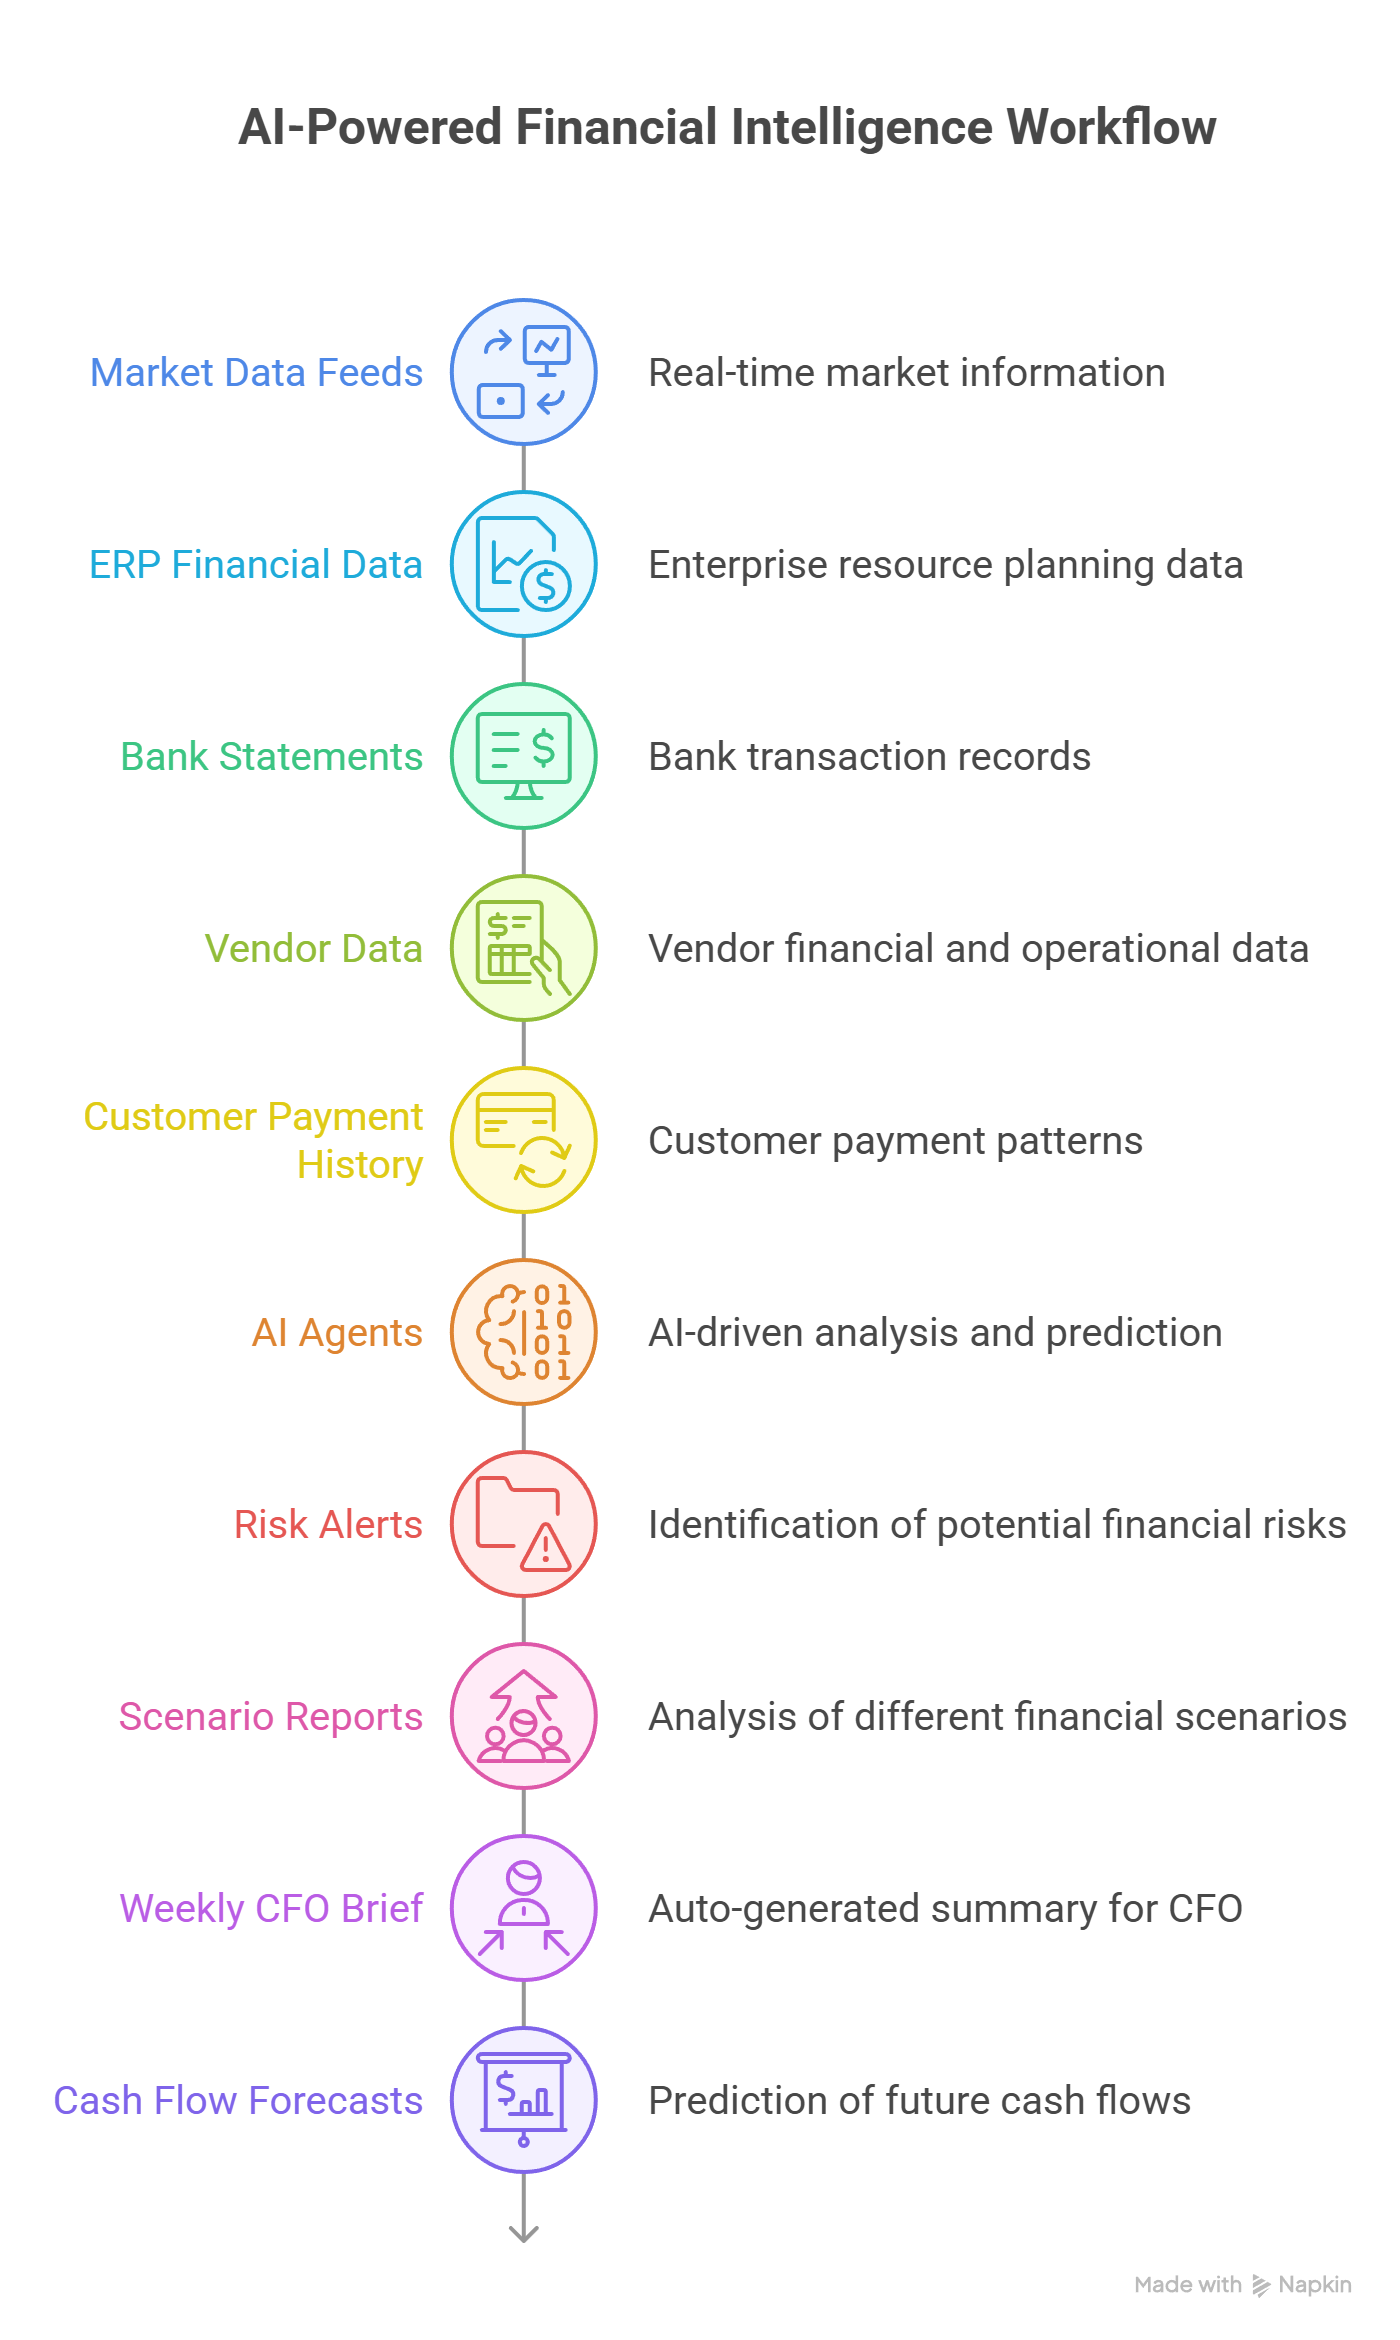 AI-Powered Financial Intelligence Workflow
Market Data Feeds
Real-time market information
ERP Financial Data
Enterprise resource planning data
Bank Statements
Bank transaction records
Vendor Data
Vendor financial and operational data
Customer Payment
History
Customer payment patterns
AI Agents
01
10
01
01
AI-driven analysis and prediction
Risk Alerts
Identification of potential financial risks
Scenario Reports
Analysis of different financial scenarios
Weekly CFO Brief
Auto-generated summary for CFO
Cash Flow Forecasts
Prediction of future cash flows
Made with Napkin